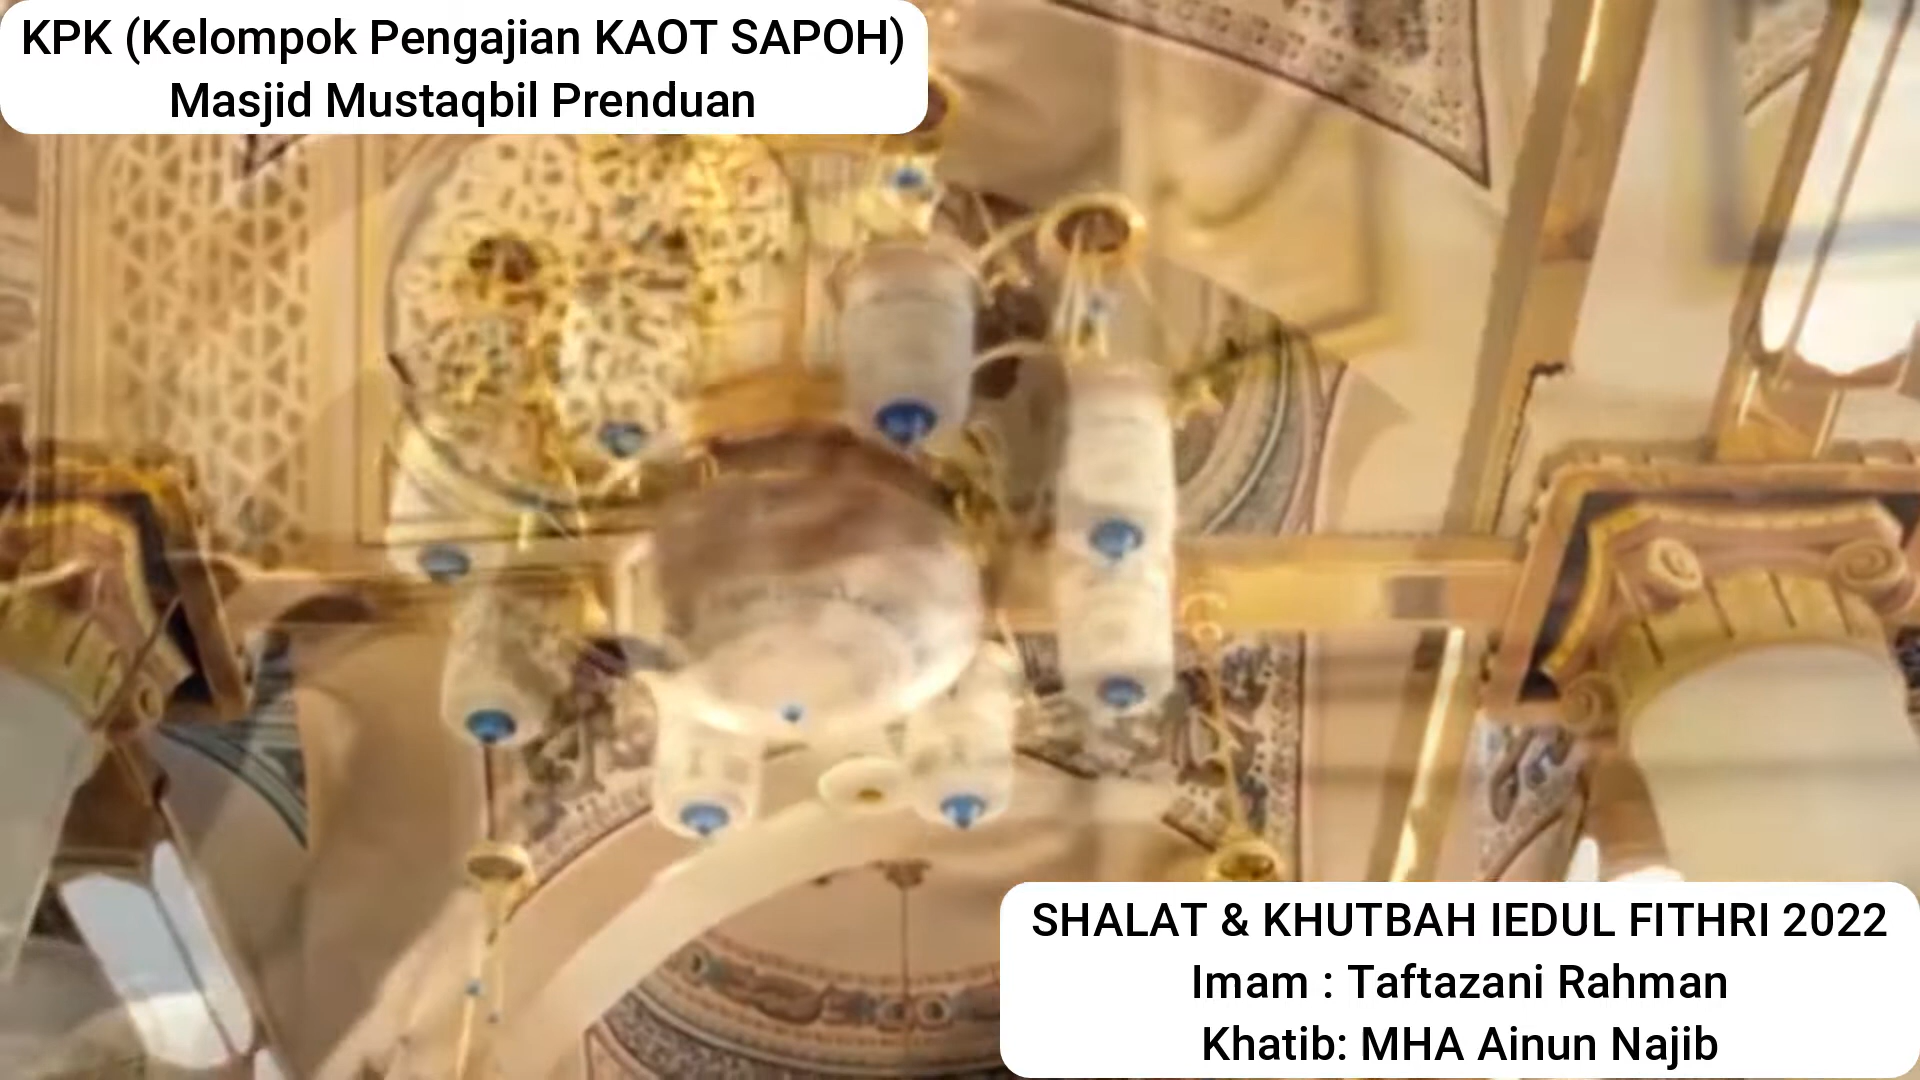 KPK (Kelompok Pengajian KAOT SAPOH)
Masjid Mustaqbil Prenduan
SHALAT & KHUTBAH IEDUL FITHRI 2022
Imam : Taftazani Rahman
Khatib: MHA Ainun Najib